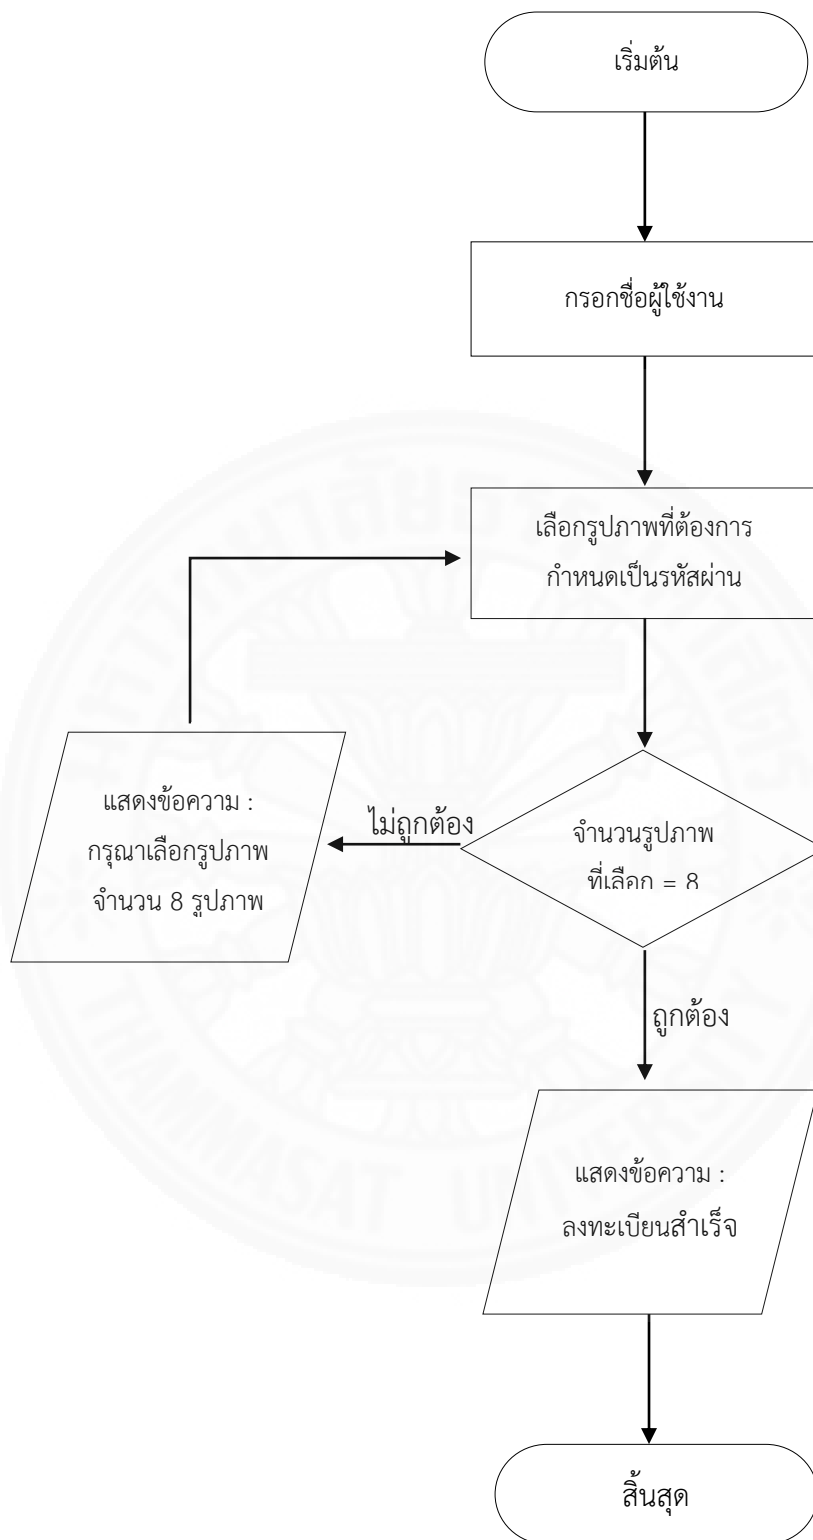 เริ่มต้น
กรอกชื่อผู้ใช้งาน
เลือกรูปภาพที่ต้องการ
กำหนดเป็นรหัสผ่าน
แสดงข้อความ :
กรุณาเลือกรูปภาพ
จำนวน 8 รูปภาพ
ไม่ถูกต้อง
จำนวนรูปภาพ
ที่เลือก = 8
ถูกต้อง
แสดงข้อความ :
ลงทะเบียนสำเร็จ
สิ้นสุด
THAMMASAT UNIVERSITY